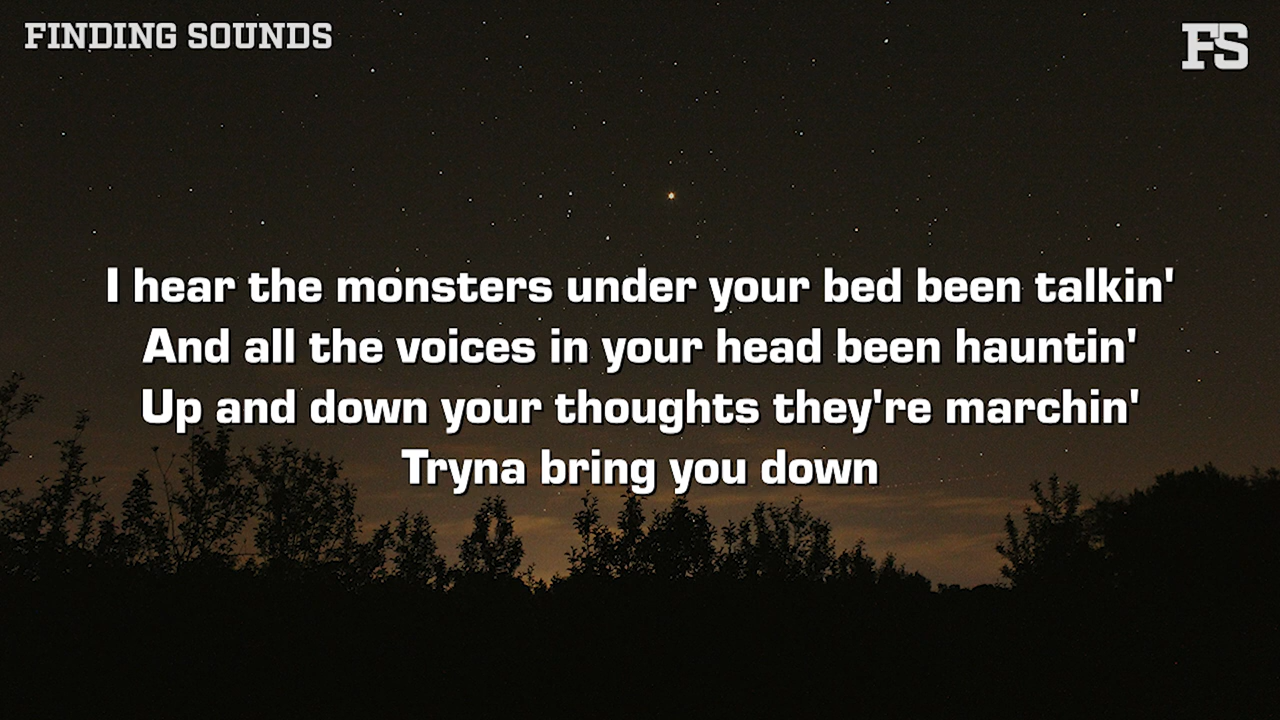 FINDING SOUNDS
FS
I hear the monsters under your bed been talkin'
And all the voices in your head been hauntin'
Up and down your thoughts they're marchin'
Tryna bring you down